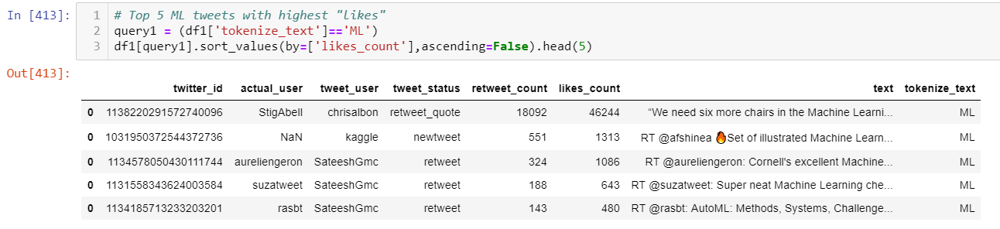 In [413]:
1 # Top 5 ML tweets with highest "likes"
2 query1 = (df1['tokenize_text']=='ML')
3 df1[query1].sort_values(by=['likes_count'],ascending=False).head(5)
Out[413]:
twitter_id actual_user tweet_user tweet_status retweet_count likes_count text tokenize_text
0 1138220291572740096 StigAbell chrisalbon retweet_quote 18092 46244 “We need six more chairs in the Machine Learni... ML
0 1031950372544372736 NaN kaggle newtweet 551 1313 RT @afshinea 🔥Set of illustrated Machine Learn... ML
0 1134578050430111744 aureliengeron SateeshGmc retweet 324 1086 RT @aureliengeron: Cornell's excellent Machine... ML
0 1131558343624003584 suzatweet SateeshGmc retweet 188 643 RT @suzatweet: Super neat Machine Learning che... ML
0 1134185713233203201 rasbt SateeshGmc retweet 143 480 RT @rasbt: AutoML: Methods, Systems, Challenge... ML